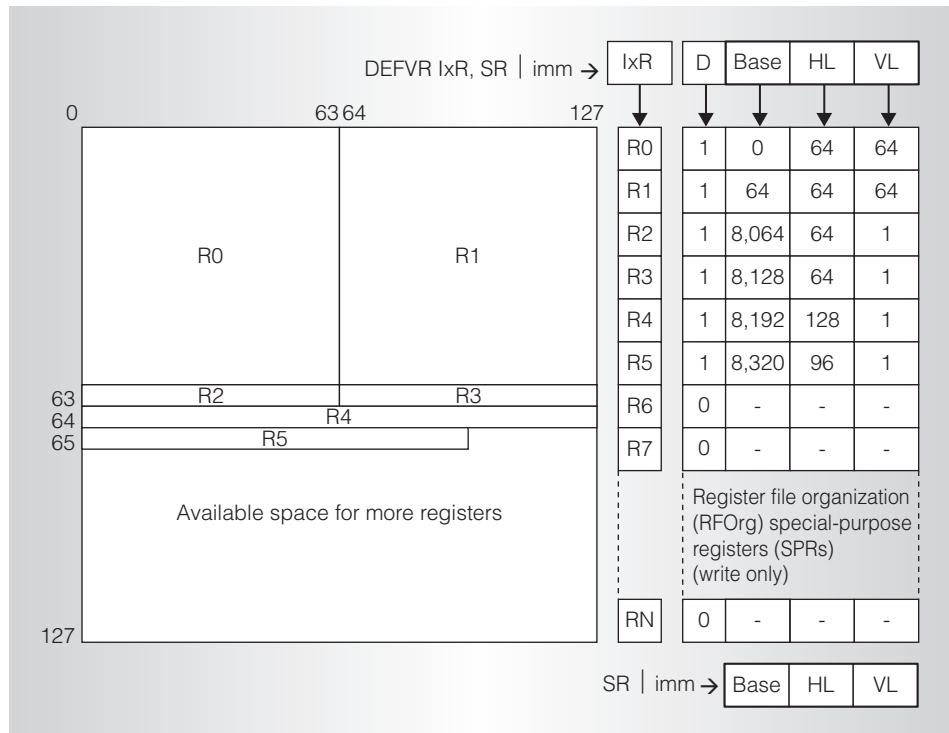 DEFVR IxR, SR | imm → IxR D Base HL VL
0 63 64 127
R0 1 0 64 64
R1 1 64 64 64
R2 1 8,064 64 1
R0 R1
R3 1 8,128 64 1
R4 1 8,192 128 1
R5 1 8,320 96 1
63 R2 R3
R6 0 - - -
64 R4
65 R5
R7 0 - - -
Available space for more registers
Register file organization
(RFOrg) special-purpose
registers (SPRs)
(write only)
RN 0 - - -
127
SR | imm → Base HL VL